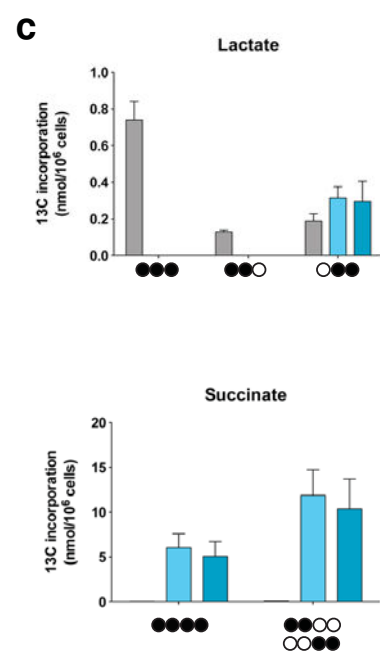 c
Lactate
13C incorporation
(nmol/10⁶ cells)
1.0
0.8
0.6
0.4
0.2
0.0
Succinate
13C incorporation
(nmol/10⁶ cells)
20
15
10
5
0